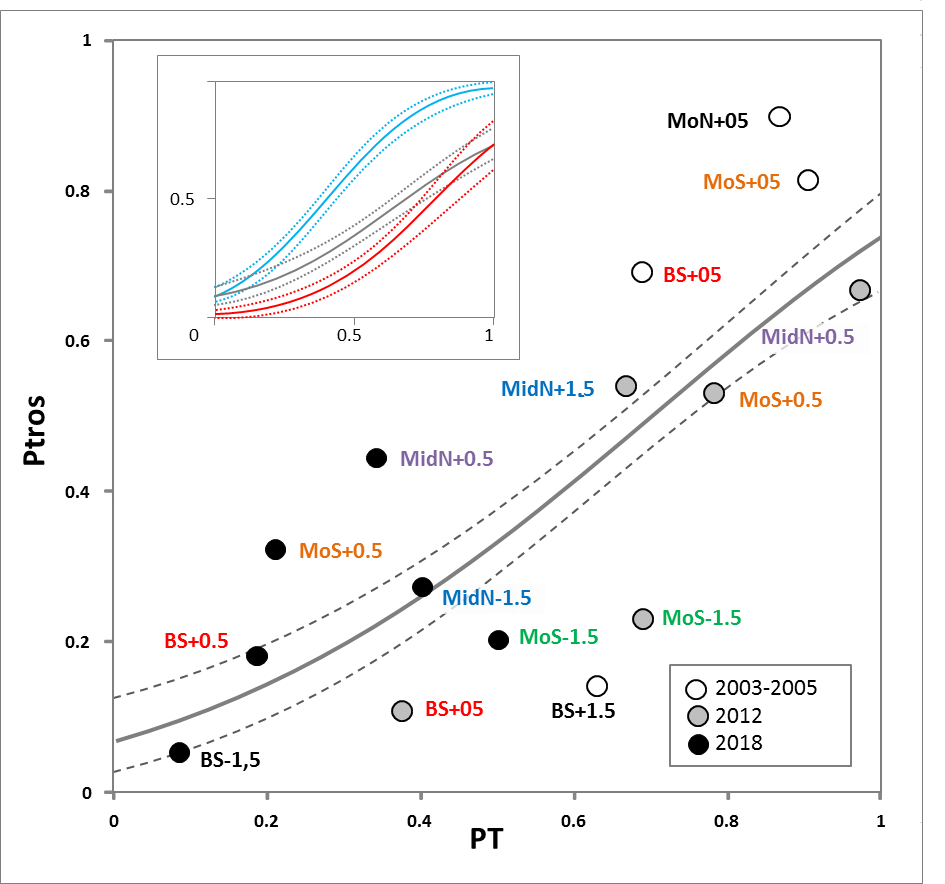 1
0.8
0.6
0.4
0.2
0
0
0.2
0.4
0.6
0.8
1
Ptros
PT
0.5
0
0.5
1
MoN+05
MoS+05
BS+05
MidN+0.5
MidN+1.5
MoS+0.5
MidN+0.5
MoS+0.5
MidN-1.5
BS+0.5
MoS-1.5
MoS-1.5
BS+05
BS+1.5
BS-1,5
2003-2005
2012
2018